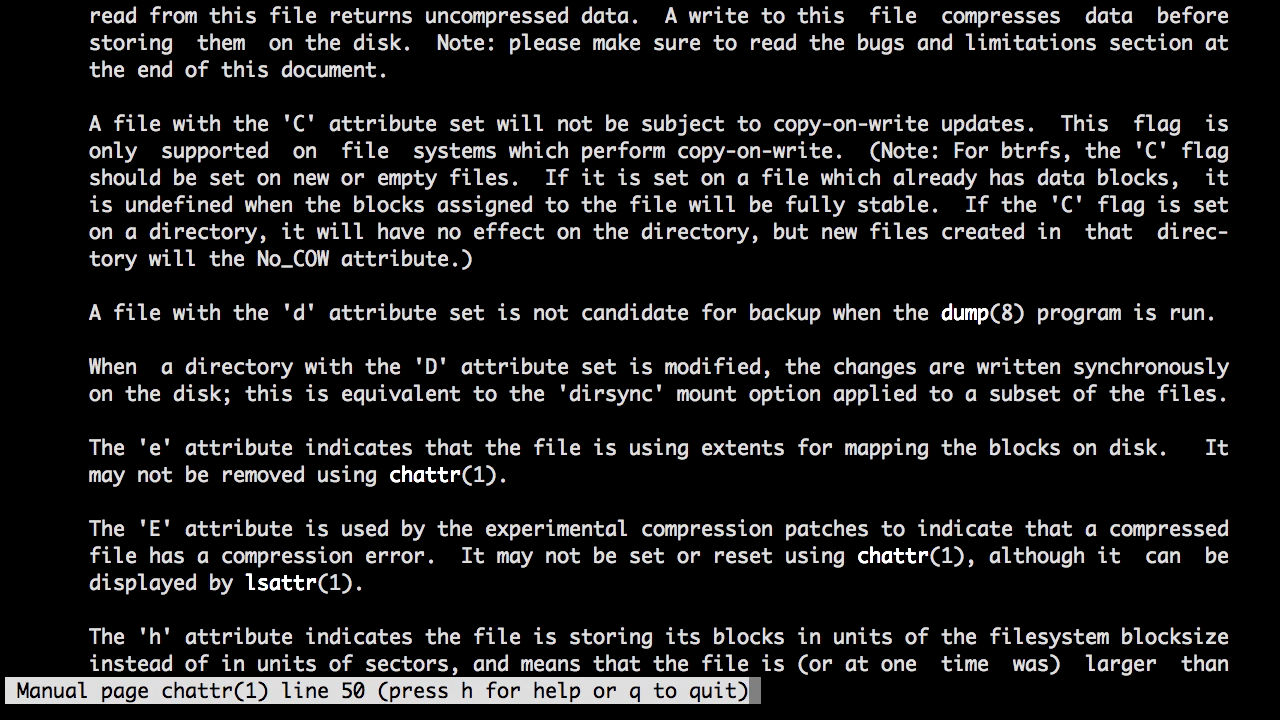 read from this file returns uncompressed data.  A write to this  file  compresses  data  before
storing  them  on the disk.  Note: please make sure to read the bugs and limitations section at
the end of this document.
A file with the 'C' attribute set will not be subject to copy-on-write updates.  This  flag  is
only  supported  on  file  systems which perform copy-on-write.  (Note: For btrfs, the 'C' flag
should be set on new or empty files.  If it is set on a file which already has data blocks,  it
is undefined when the blocks assigned to the file will be fully stable.  If the 'C' flag is set
on a directory, it will have no effect on the directory, but new files created in  that  direc-
tory will the No_COW attribute.)
A file with the 'd' attribute set is not candidate for backup when the dump(8) program is run.
When  a directory with the 'D' attribute set is modified, the changes are written synchronously
on the disk; this is equivalent to the 'dirsync' mount option applied to a subset of the files.
The 'e' attribute indicates that the file is using extents for mapping the blocks on disk.   It
may not be removed using chattr(1).
The 'E' attribute is used by the experimental compression patches to indicate that a compressed
file has a compression error.  It may not be set or reset using chattr(1), although it  can  be
displayed by lsattr(1).
The 'h' attribute indicates the file is storing its blocks in units of the filesystem blocksize
instead of in units of sectors, and means that the file is (or at one  time  was)  larger  than
Manual page chattr(1) line 50 (press h for help or q to quit)